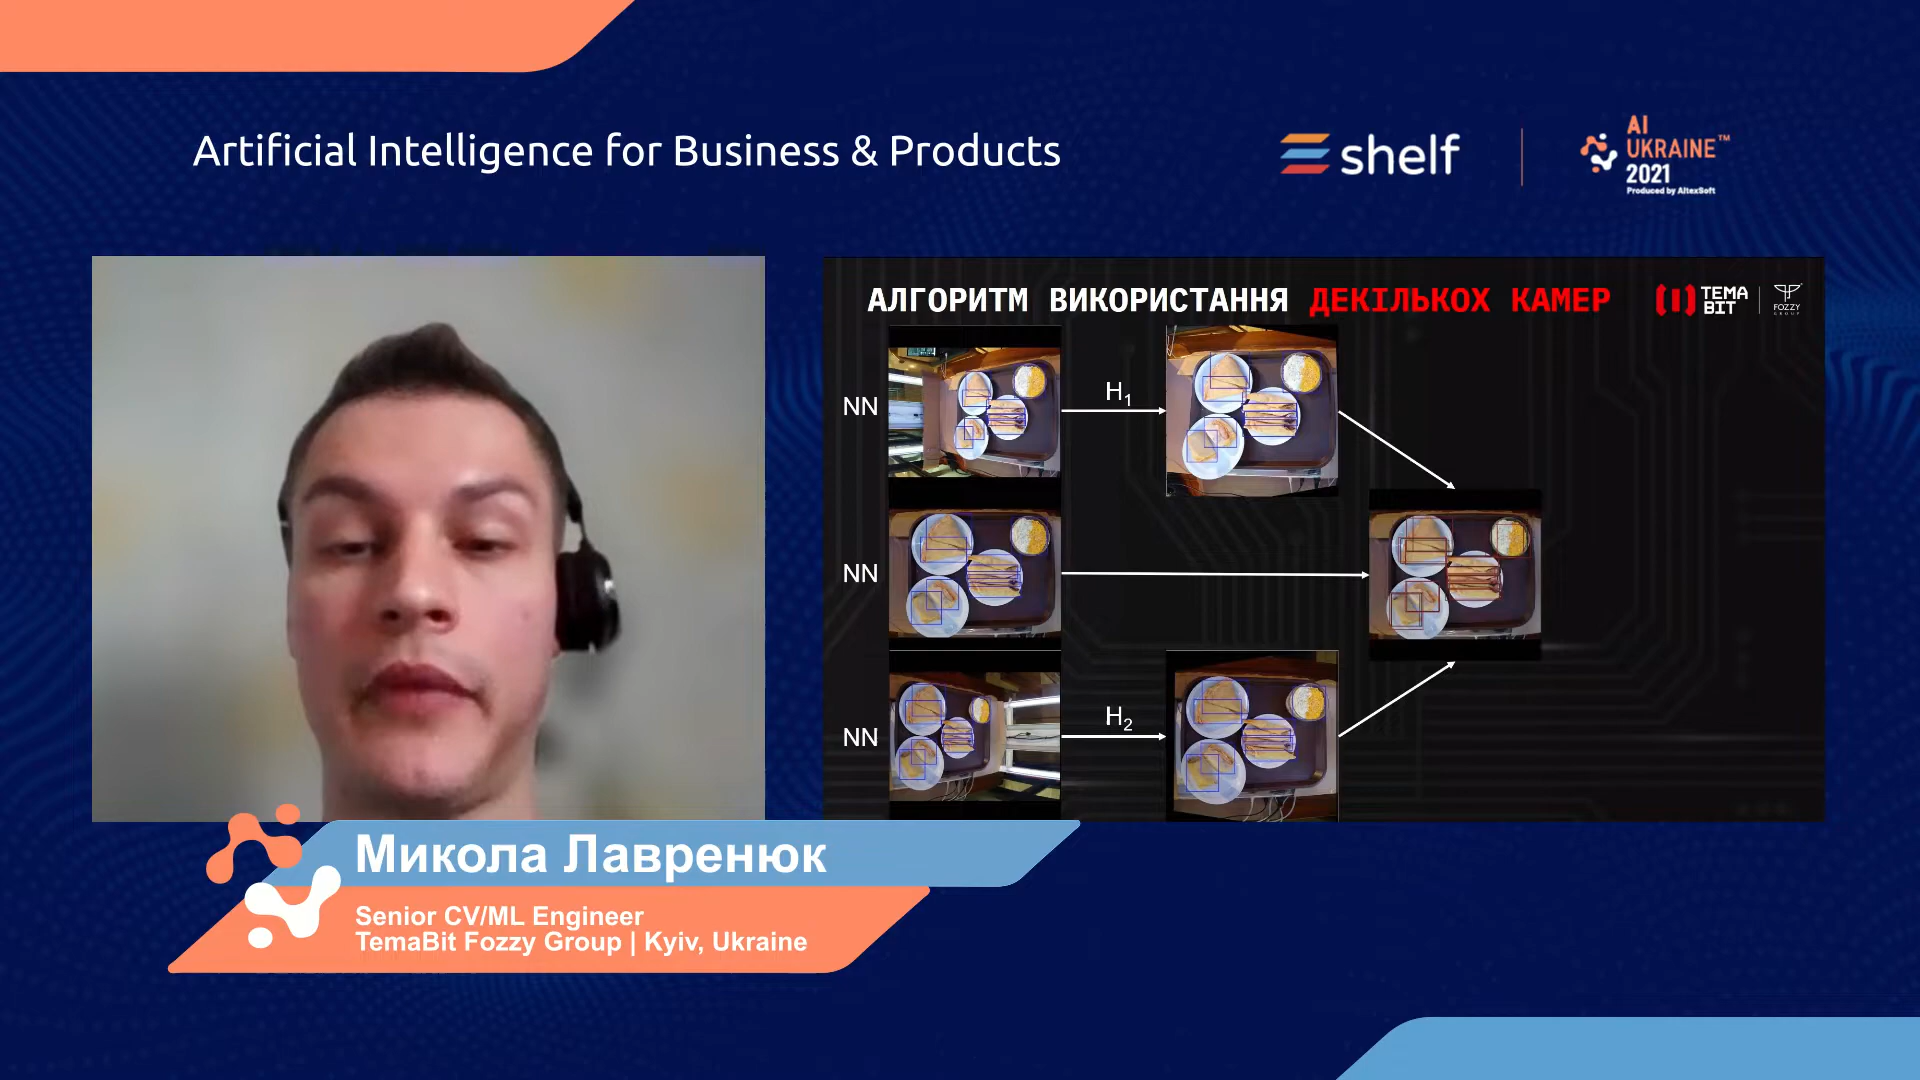 Artificial Intelligence for Business & Products
shelf
AI
UKRAINE™
2021
Produced by AltexSoft
АЛГОРИТМ ВИКОРИСТАННЯ ДЕКІЛЬКОХ КАМЕР
TEMA
BIT
FOZZY
GROUP
NN
H1
NN
NN
H2
Микола Лавренюк
Senior CV/ML Engineer
TemaBit Fozzy Group | Kyiv, Ukraine